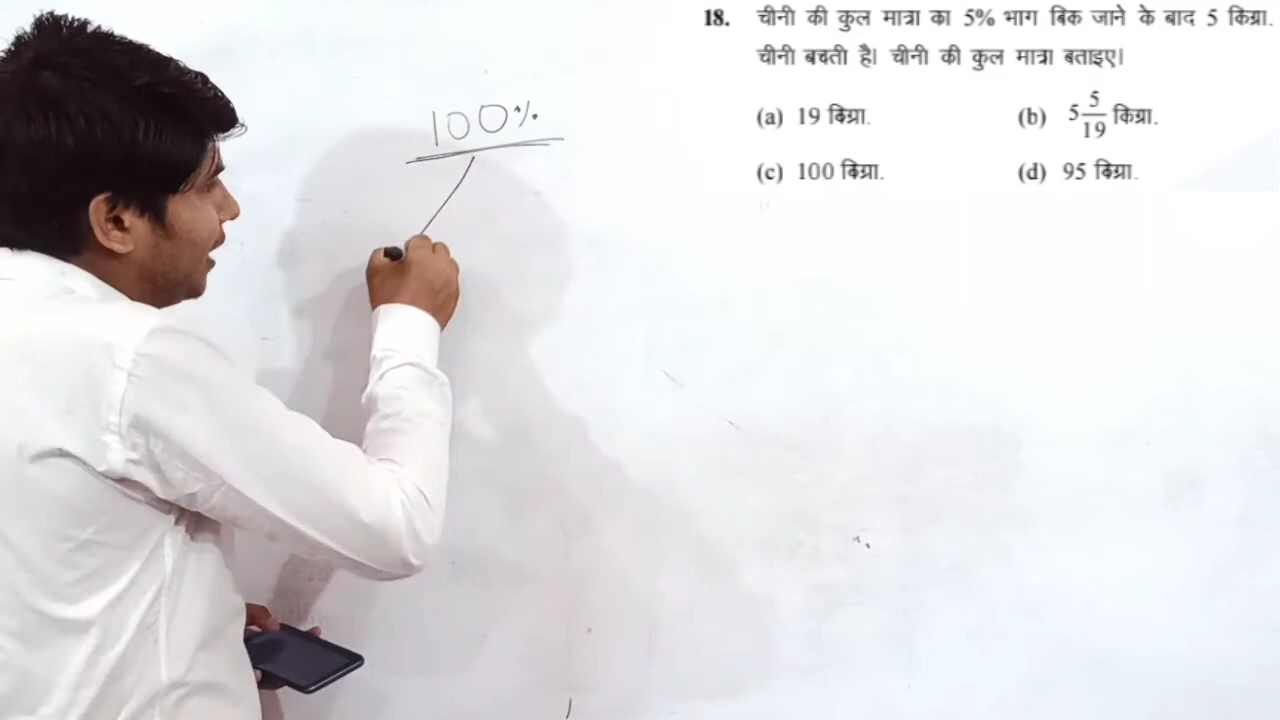 18. चीनी की कुल मात्रा का 5% भाग बिक जाने के बाद 5 किग्रा.
चीनी बचती है। चीनी की कुल मात्रा बताइए।
(a) 19 किग्रा. (b) 5 5/19 किग्रा.
(c) 100 किग्रा. (d) 95 किग्रा.
100%